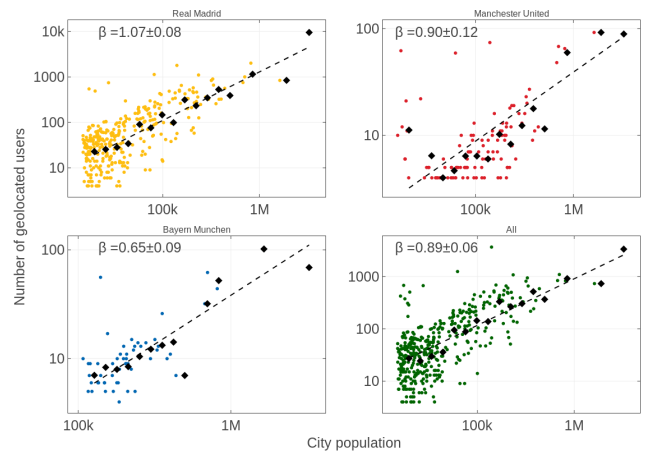 Real Madrid
Manchester United
β =1.07±0.08
β =0.90±0.12
10k
1000
100
10
100k
1M
100
10
100k
1M
Number of geolocated users
Bayern Munchen
All
β =0.65±0.09
β =0.89±0.06
100
10
100k
1M
1000
100
10
100k
1M
City population